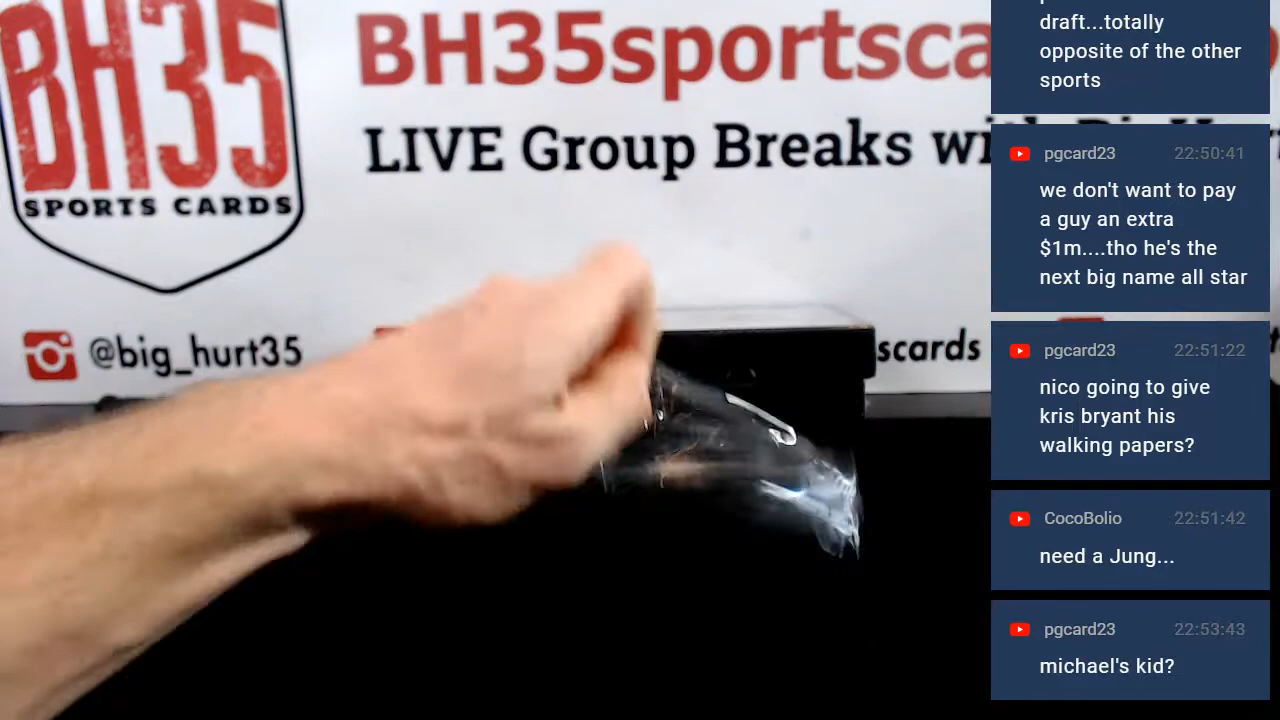 BH35
SPORTS CARDS
BH35sportsca
LIVE Group Breaks wi
@big_hurt35
scards
draft...totally
opposite of the other
sports
pgcard23 22:50:41
we don't want to pay
a guy an extra
$1m....tho he's the
next big name all star
pgcard23 22:51:22
nico going to give
kris bryant his
walking papers?
CocoBolio 22:51:42
need a Jung...
pgcard23 22:53:43
michael's kid?